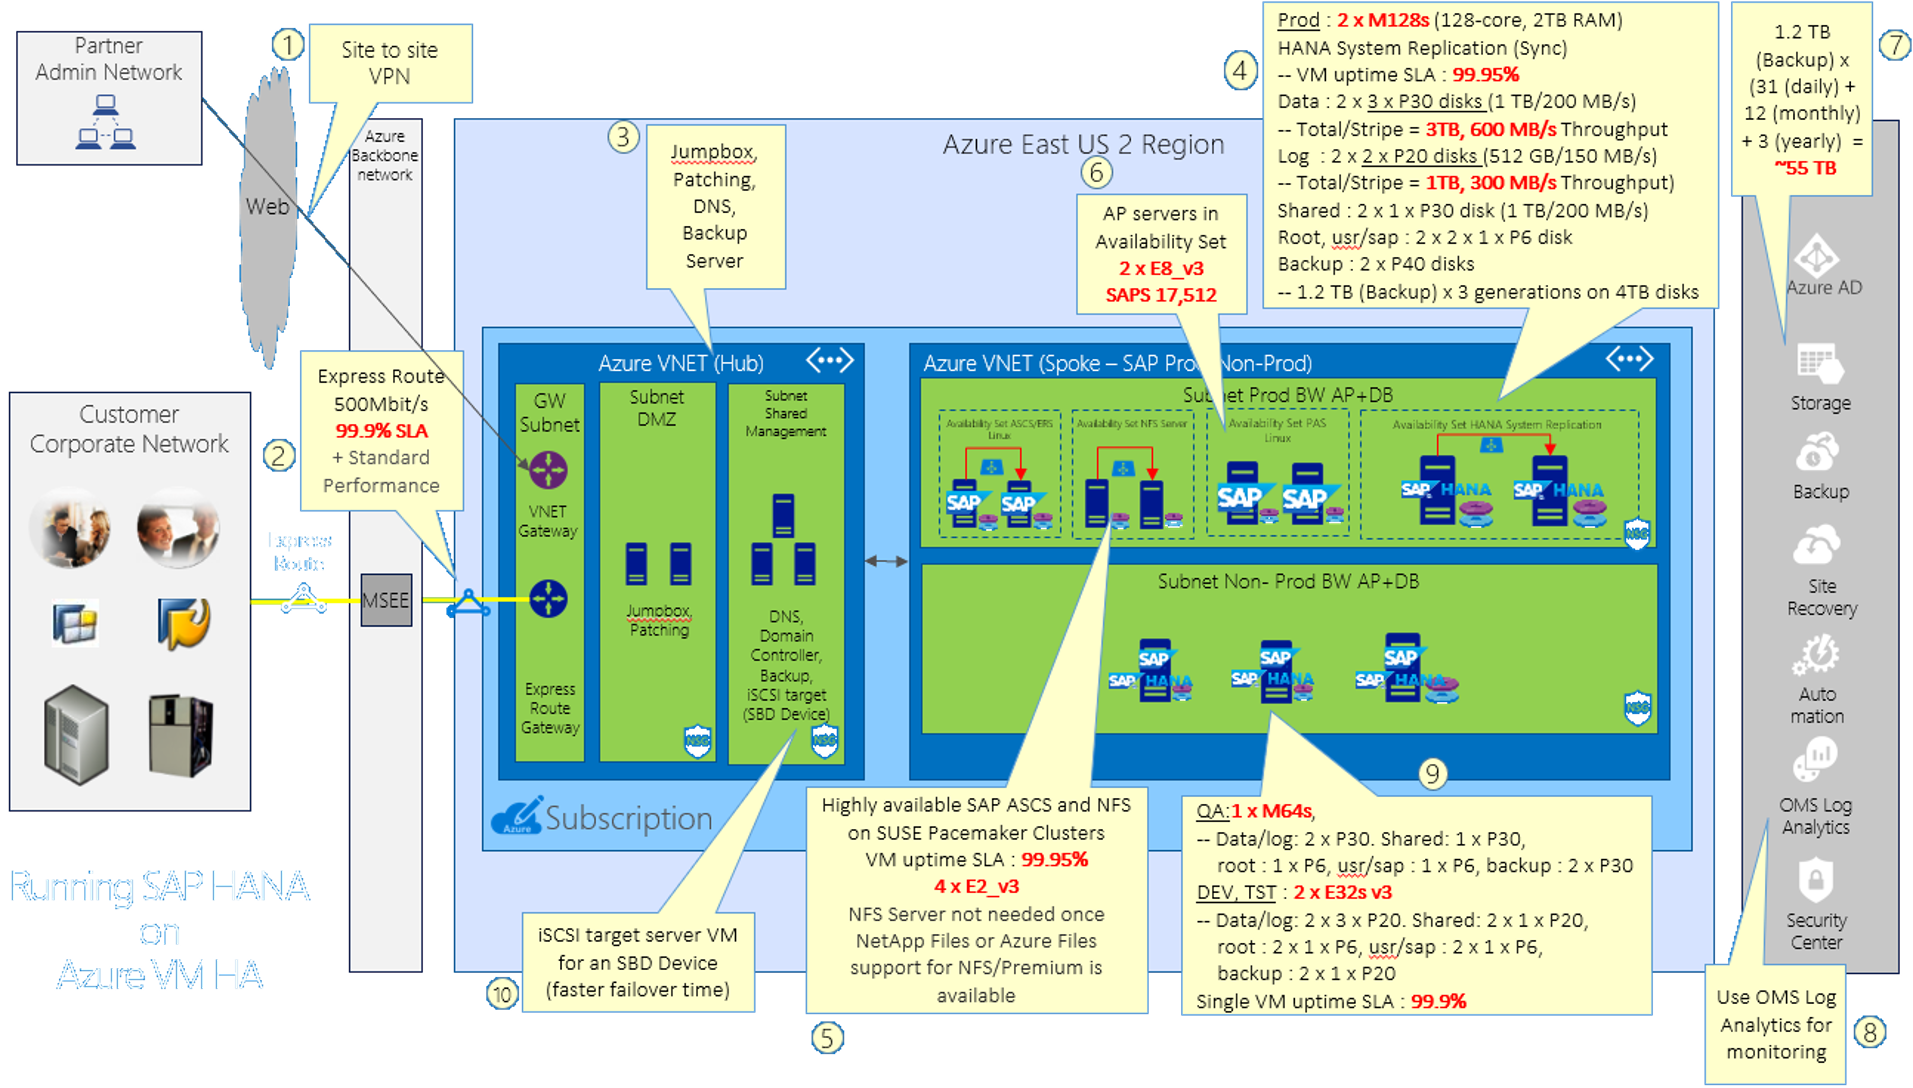 Partner
Admin Network
1
Site to site
VPN
Web
Azure
Backbone
network
MSEE
Customer
Corporate Network
2
Express Route
500Mbit/s
99.9% SLA
+ Standard
Performance
Express
Route
Running SAP HANA
on
Azure VM HA
Azure East US 2 Region
3
Jumpbox,
Patching,
DNS,
Backup
Server
6
AP servers in
Availability Set
2 x E8_v3
SAPS 17,512
4
Prod : 2 x M128s (128-core, 2TB RAM)
HANA System Replication (Sync)
-- VM uptime SLA : 99.95%
Data : 2 x 3 x P30 disks (1 TB/200 MB/s)
-- Total/Stripe = 3TB, 600 MB/s Throughput
Log : 2 x 2 x P20 disks (512 GB/150 MB/s)
-- Total/Stripe = 1TB, 300 MB/s Throughput)
Shared : 2 x 1 x P30 disk (1 TB/200 MB/s)
Root, usr/sap : 2 x 2 x 1 x P6 disk
Backup : 2 x P40 disks
-- 1.2 TB (Backup) x 3 generations on 4TB disks
7
1.2 TB
(Backup) x
(31 (daily) +
12 (monthly)
+ 3 (yearly) =
~55 TB
Azure VNET (Hub)
GW
Subnet
VNET
Gateway
Express
Route
Gateway
Subnet
DMZ
Jumpbox,
Patching
NSG
Subnet
Shared
Management
DNS,
Domain
Controller,
Backup,
iSCSI target
(SBD Device)
NSG
Azure
Subscription
Azure VNET (Spoke – SAP Prod Non-Prod)
Subnet Prod BW AP+DB
Availability Set ASCS/ERS
Linux
SAP
SAP
Availability Set NFS Server
Availability Set PAS
Linux
SAP
SAP
Availability Set HANA System Replication
SAP HANA
SAP HANA
NSG
Subnet Non- Prod BW AP+DB
SAP
SAP HANA
SAP
SAP HANA
SAP
SAP HANA
NSG
10
iSCSI target server VM
for an SBD Device
(faster failover time)
5
Highly available SAP ASCS and NFS
on SUSE Pacemaker Clusters
VM uptime SLA : 99.95%
4 x E2_v3
NFS Server not needed once
NetApp Files or Azure Files
support for NFS/Premium is
available
9
QA:1 x M64s,
-- Data/log: 2 x P30. Shared: 1 x P30,
root : 1 x P6, usr/sap : 1 x P6, backup : 2 x P30
DEV, TST : 2 x E32s v3
-- Data/log: 2 x 3 x P20. Shared: 2 x 1 x P20,
root : 2 x 1 x P6, usr/sap : 2 x 1 x P6,
backup : 2 x 1 x P20
Single VM uptime SLA : 99.9%
Azure AD
Storage
Backup
Site
Recovery
Auto
mation
OMS Log
Analytics
Security
Center
8
Use OMS Log
Analytics for
monitoring